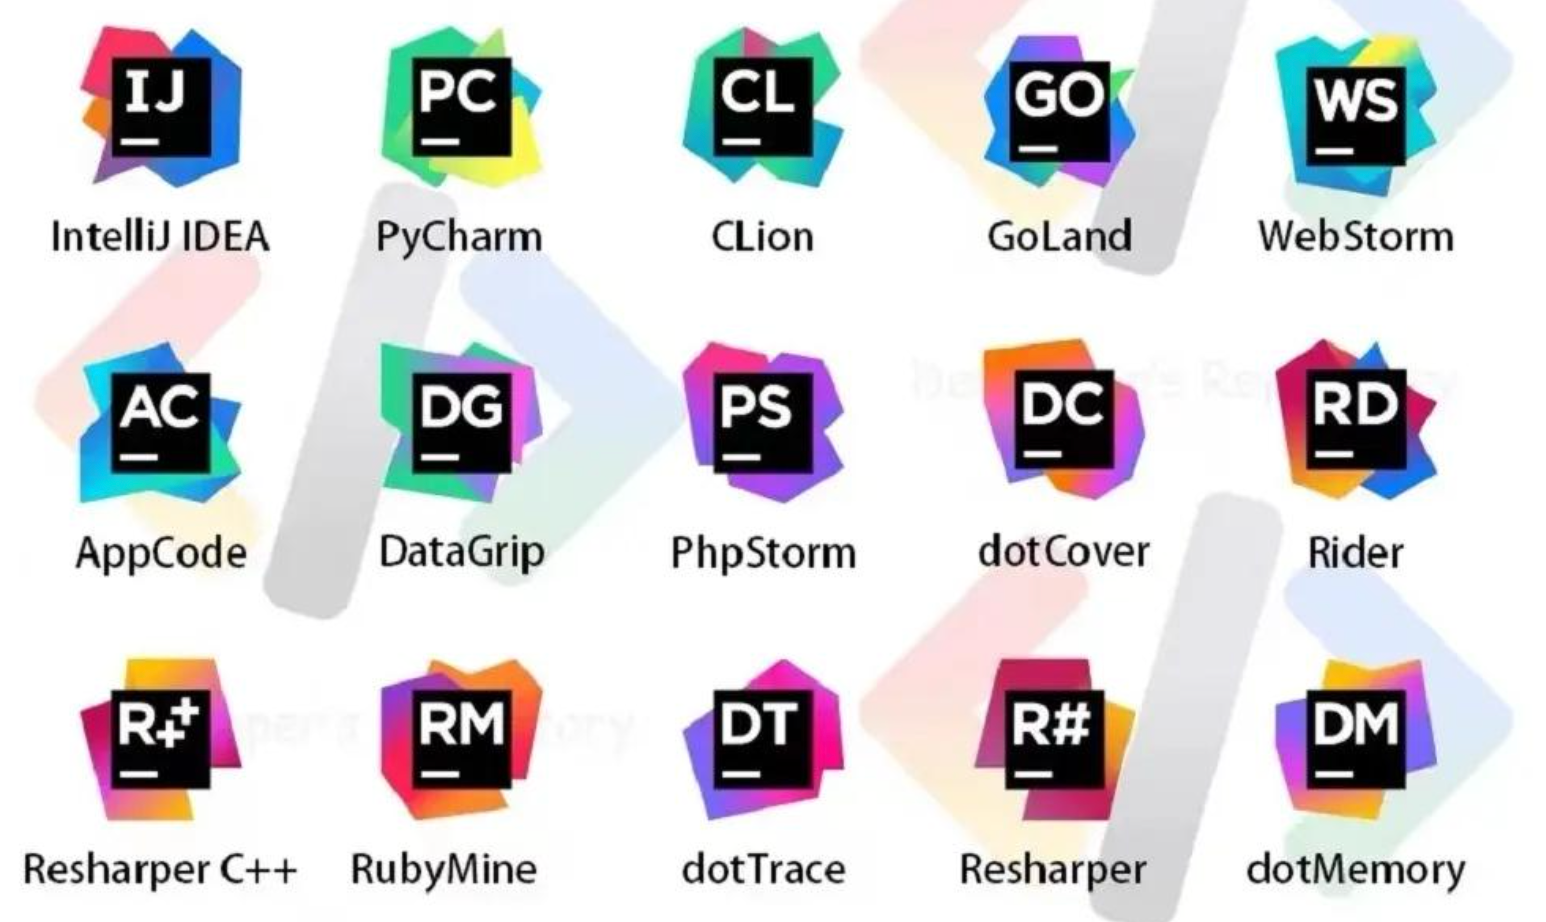 IJ
PC
CL
GO
WS
IntelliJ IDEA
PyCharm
CLion
GoLand
WebStorm
AC
DG
PS
DC
RD
AppCode
DataGrip
PhpStorm
dotCover
Rider
R++
RM
DT
R#
DM
Resharper C++
RubyMine
dotTrace
Resharper
dotMemory